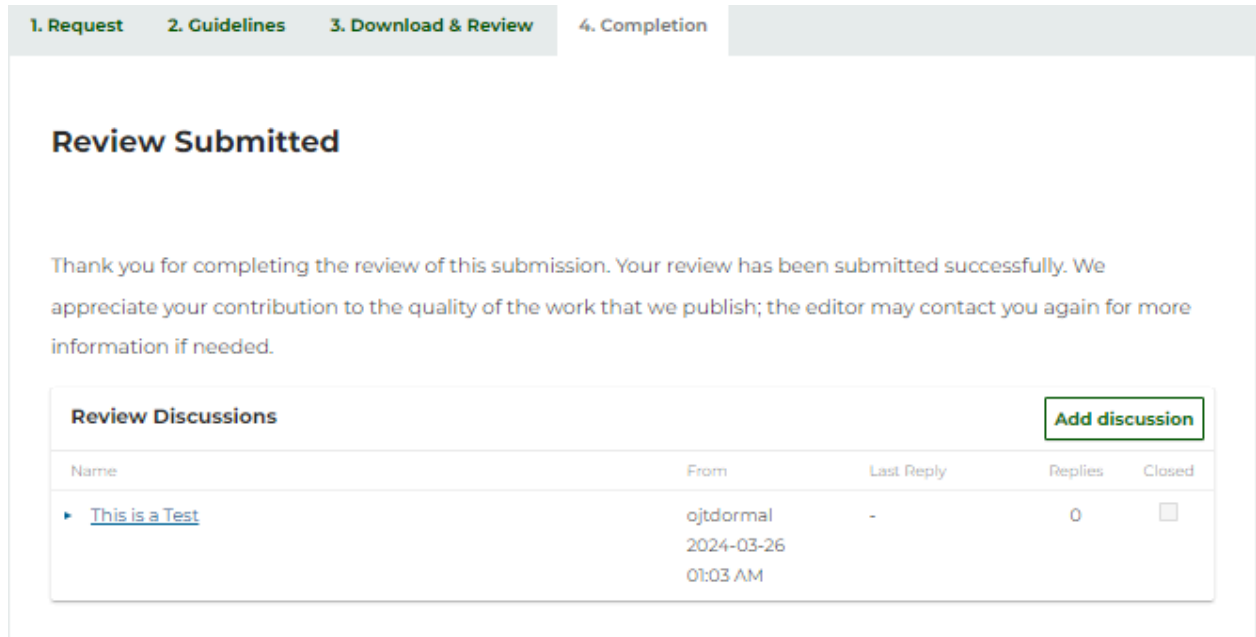 1. Request 2. Guidelines 3. Download & Review 4. Completion
Review Submitted
Thank you for completing the review of this submission. Your review has been submitted successfully. We
appreciate your contribution to the quality of the work that we publish; the editor may contact you again for more
information if needed.
Review Discussions Add discussion
Name From Last Reply Replies Closed
This is a Test ojtdormal - 0
2024-03-26
01:03 AM